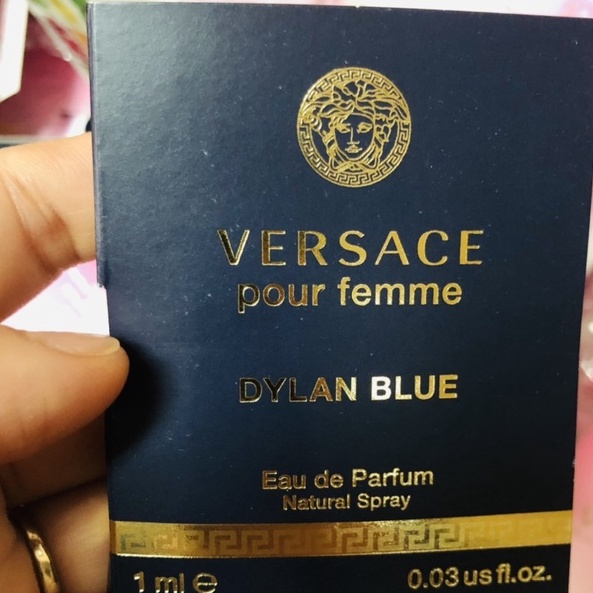 VERSACE
pour femme
DYLAN BLUE
Eau de Parfum
Natural Spray
1 ml ℮ 0.03 us fl.oz.